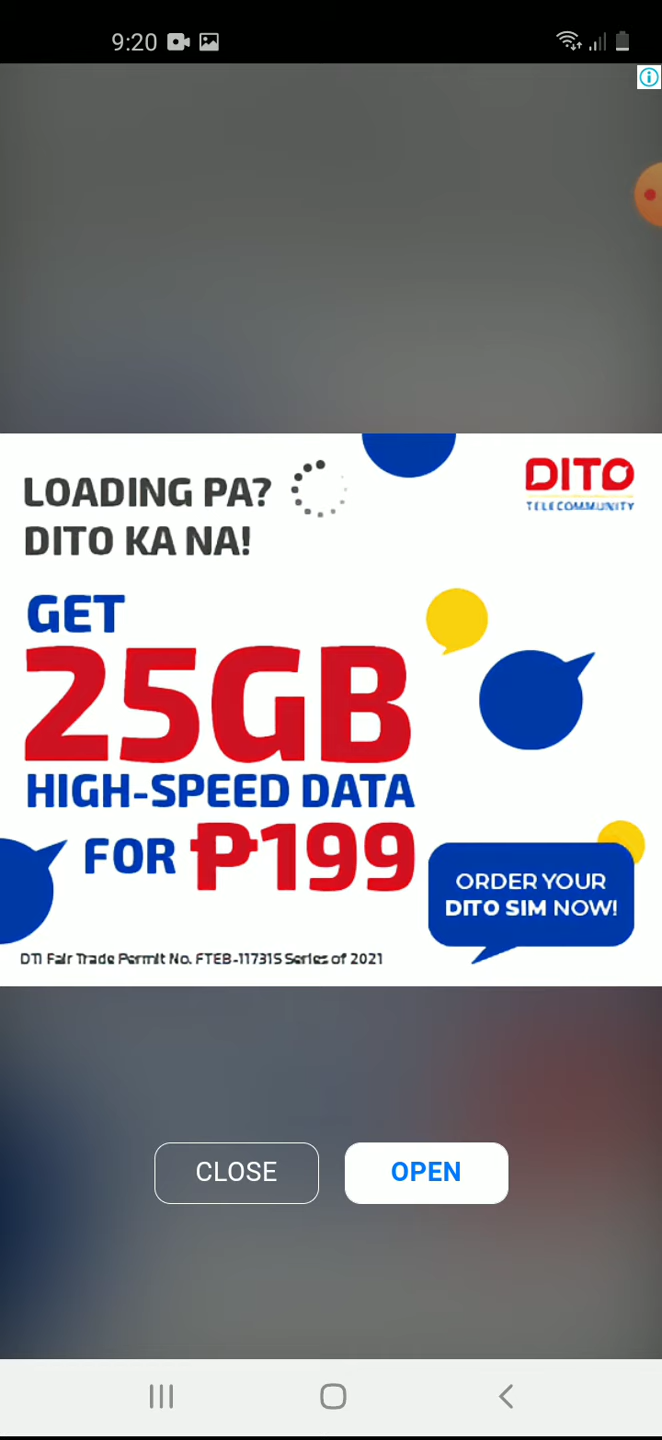 9:20
LOADING PA?
DITO KA NA!
DITO
TELECOMMUNITY
GET
25GB
HIGH-SPEED DATA
FOR ₱199
ORDER YOUR
DITO SIM NOW!
DTI Fair Trade Permit No. FTEB-117315 Series of 2021
CLOSE
OPEN